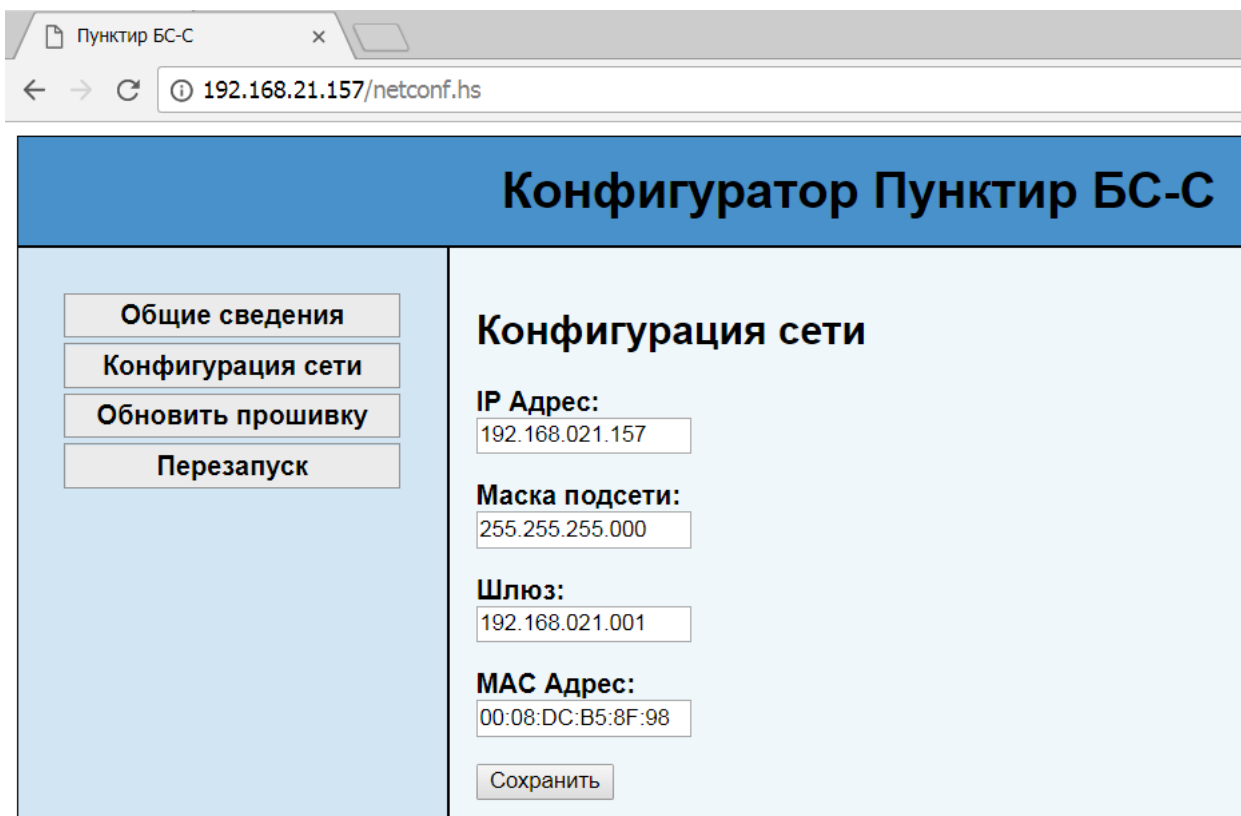 Пунктир БС-С
192.168.21.157/netconf.hs
Конфигуратор Пунктир БС-С
Общие сведения
Конфигурация сети
Обновить прошивку
Перезапуск
Конфигурация сети
IP Адрес:
192.168.021.157
Маска подсети:
255.255.255.000
Шлюз:
192.168.021.001
MAC Адрес:
00:08:DC:B5:8F:98
Сохранить